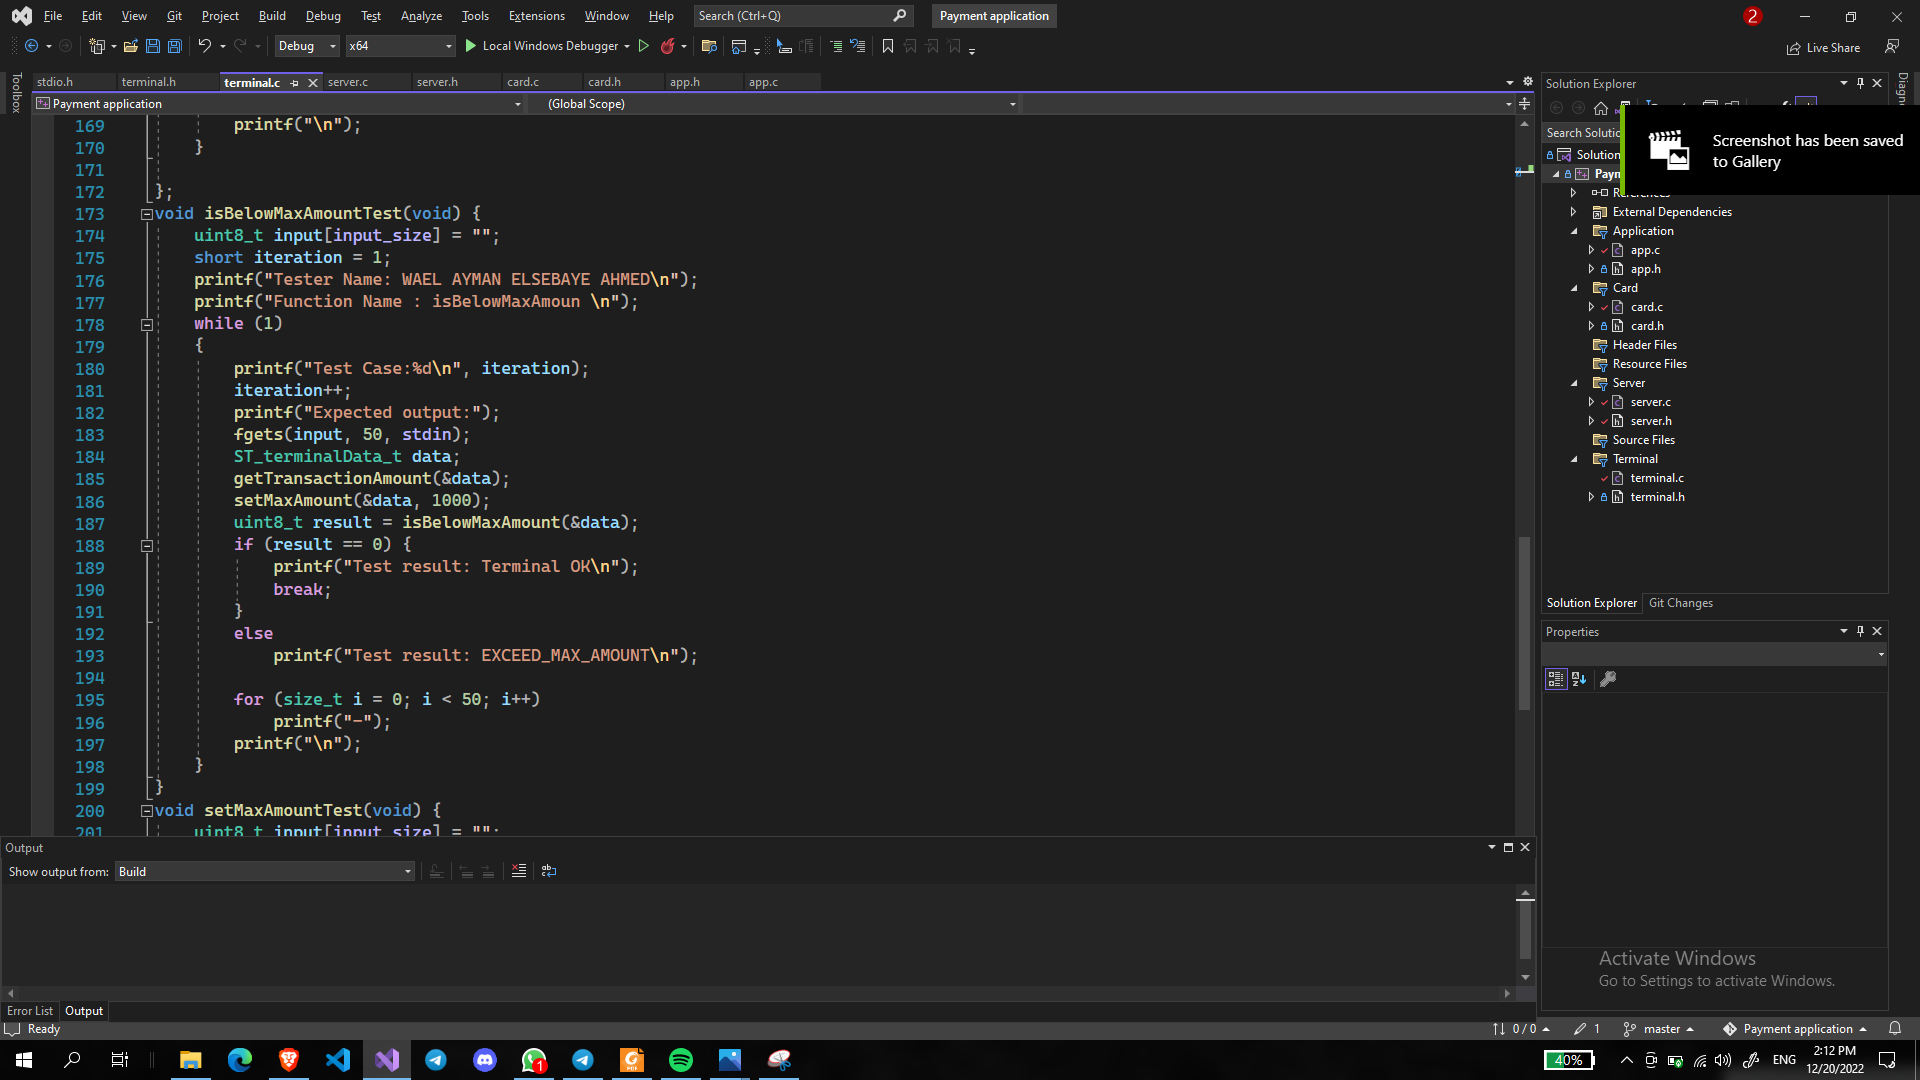 File Edit View Git Project Build Debug Test Analyze Tools Extensions Window Help Search (Ctrl+Q) Payment application 2
Debug x64 Local Windows Debugger Live Share
Toolbox
stdio.h terminal.h terminal.c server.c server.h card.c card.h app.h app.c
Payment application (Global Scope)
169 printf("\n");
170 }
171
172 };
173 void isBelowMaxAmountTest(void) {
174 uint8_t input[input_size] = "";
175 short iteration = 1;
176 printf("Tester Name: WAEL AYMAN ELSEBAYE AHMED\n");
177 printf("Function Name : isBelowMaxAmoun \n");
178 while (1)
179 {
180 printf("Test Case:%d\n", iteration);
181 iteration++;
182 printf("Expected output:");
183 fgets(input, 50, stdin);
184 ST_terminalData_t data;
185 getTransactionAmount(&data);
186 setMaxAmount(&data, 1000);
187 uint8_t result = isBelowMaxAmount(&data);
188 if (result == 0) {
189 printf("Test result: Terminal OK\n");
190 break;
191 }
192 else
193 printf("Test result: EXCEED_MAX_AMOUNT\n");
194
195 for (size_t i = 0; i < 50; i++)
196 printf("-");
197 printf("\n");
198 }
199 }
200 void setMaxAmountTest(void) {
201 uint8_t input[input_size] = "";
Output
Show output from: Build
Error List Output
Ready
Solution Explorer
Search Solutio
Screenshot has been saved
to Gallery
Solution
Paym
References
External Dependencies
Application
app.c
app.h
Card
card.c
card.h
Header Files
Resource Files
Server
server.c
server.h
Source Files
Terminal
terminal.c
terminal.h
Solution Explorer Git Changes
Properties
Activate Windows
Go to Settings to activate Windows.
0 / 0 1 master Payment application
1
40% ENG 2:12 PM
12/20/2022